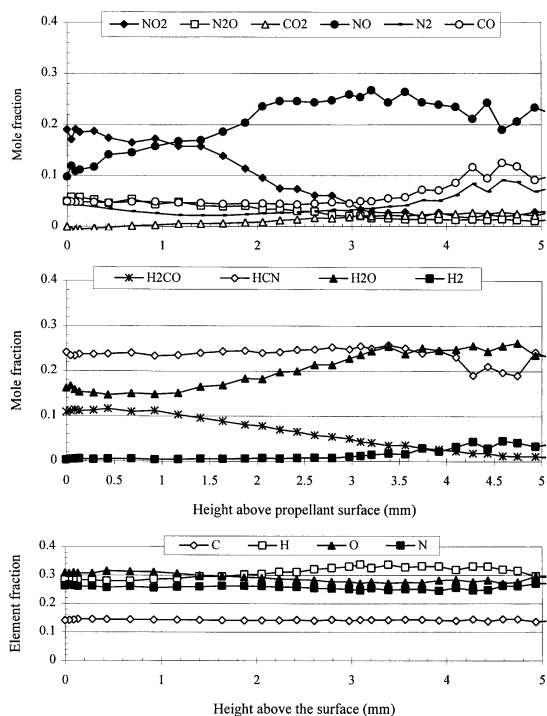 NO2 N2O CO2 NO N2 CO
Mole fraction
0.4
0.3
0.2
0.1
0
0 1 2 3 4 5
H2CO HCN H2O H2
Mole fraction
0.4
0.3
0.2
0.1
0
0 0.5 1 1.5 2 2.5 3 3.5 4 4.5 5
Height above propellant surface (mm)
C H O N
Element fraction
0.4
0.3
0.2
0.1
0
0 1 2 3 4 5
Height above the surface (mm)